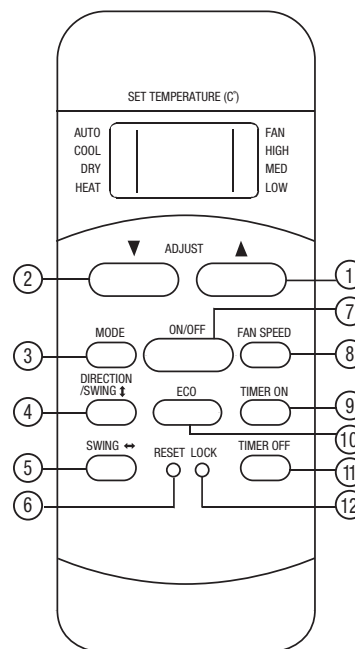 SET TEMPERATURE (C°)
AUTO
COOL
DRY
HEAT
FAN
HIGH
MED
LOW
▼ ADJUST ▲
2
1
7
MODE
ON/OFF
FAN SPEED
3
8
DIRECTION
/SWING ↕
ECO
TIMER ON
4
9
10
SWING ↔
RESET LOCK
TIMER OFF
5
11
6
12